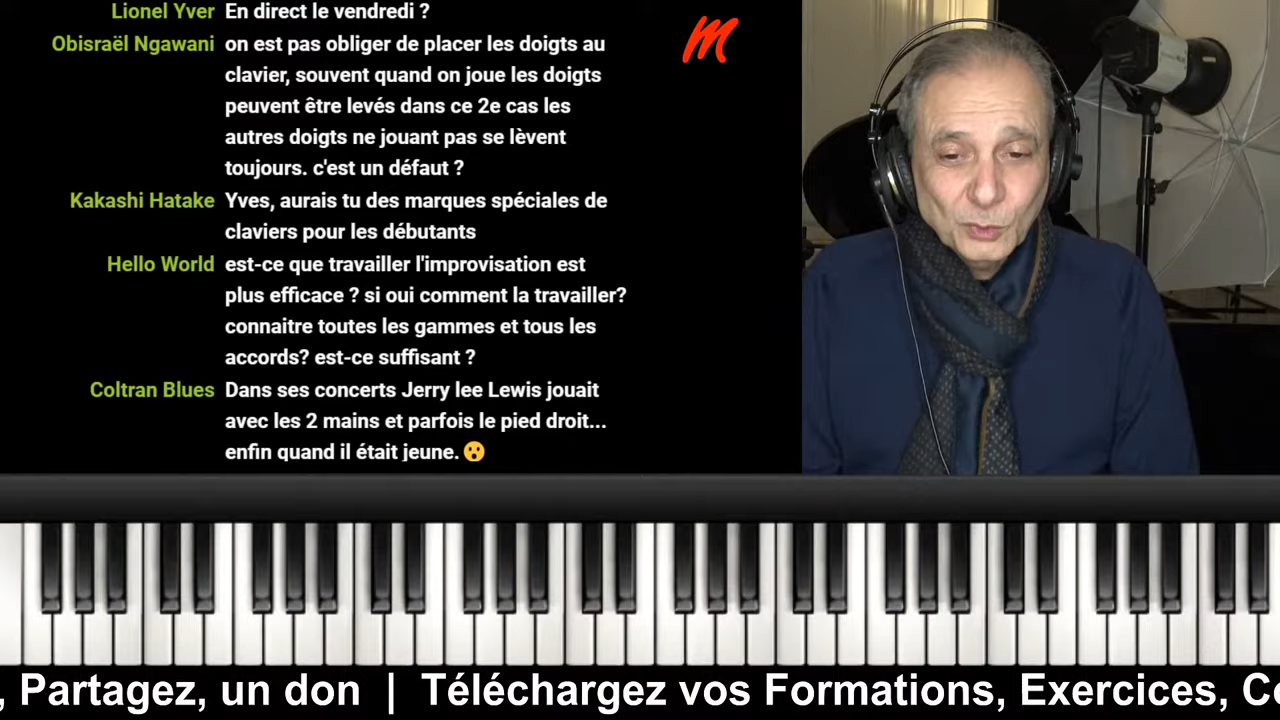 Lionel Yver En direct le vendredi ?
Obisraël Ngawani on est pas obliger de placer les doigts au
clavier, souvent quand on joue les doigts
peuvent être levés dans ce 2e cas les
autres doigts ne jouant pas se lèvent
toujours. c'est un défaut ?
Kakashi Hatake Yves, aurais tu des marques spéciales de
claviers pour les débutants
Hello World est-ce que travailler l'improvisation est
plus efficace ? si oui comment la travailler?
connaitre toutes les gammes et tous les
accords? est-ce suffisant ?
Coltran Blues Dans ses concerts Jerry lee Lewis jouait
avec les 2 mains et parfois le pied droit...
enfin quand il était jeune.😮
M
, Partagez, un don | Téléchargez vos Formations, Exercices, C